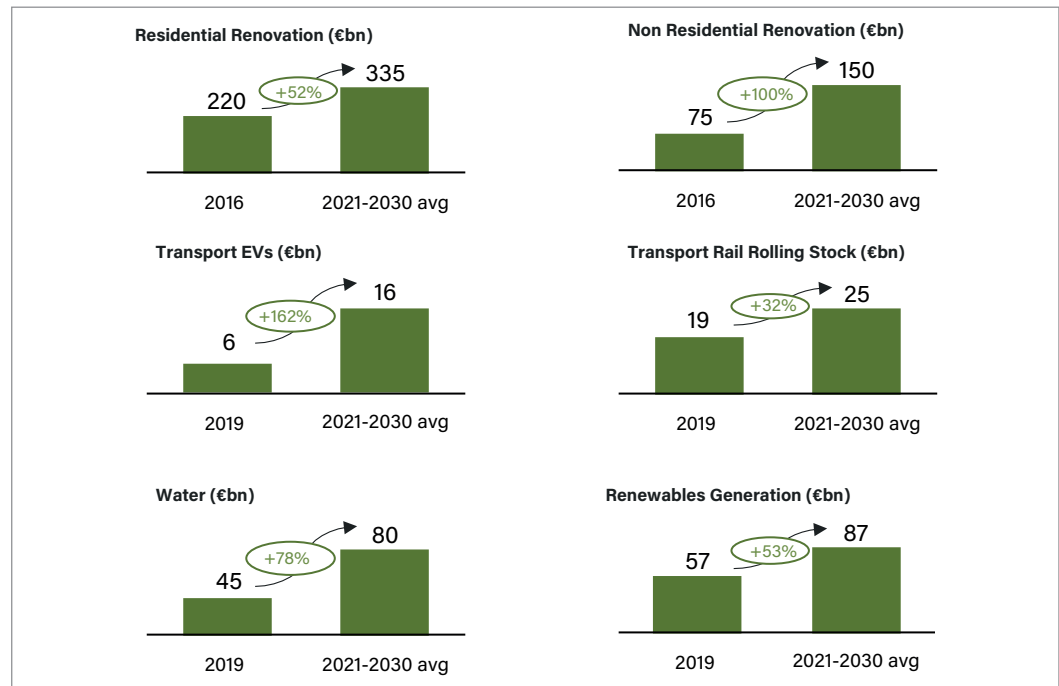 Residential Renovation (€bn)
220
+52%
335
2016
2021-2030 avg
Non Residential Renovation (€bn)
75
+100%
150
2016
2021-2030 avg
Transport EVs (€bn)
6
+162%
16
2019
2021-2030 avg
Transport Rail Rolling Stock (€bn)
19
+32%
25
2019
2021-2030 avg
Water (€bn)
45
+78%
80
2019
2021-2030 avg
Renewables Generation (€bn)
57
+53%
87
2019
2021-2030 avg